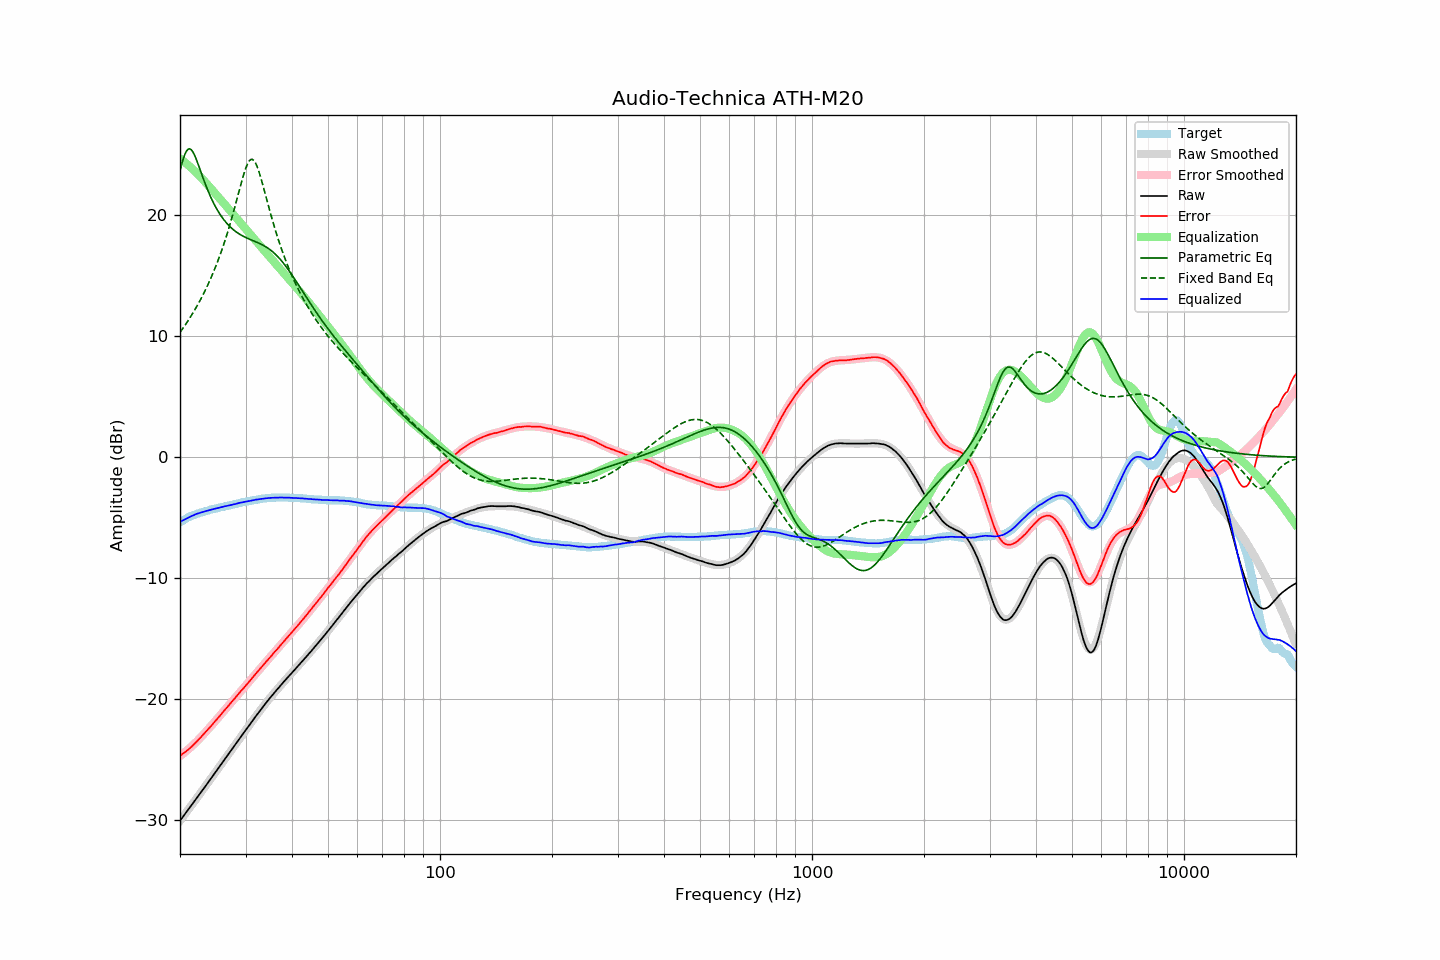 Audio-Technica ATH-M20
Target
Raw Smoothed
Error Smoothed
Raw
Error
Equalization
Parametric Eq
Fixed Band Eq
Equalized
20
10
0
−10
−20
−30
Amplitude (dBr)
100
1000
10000
Frequency (Hz)